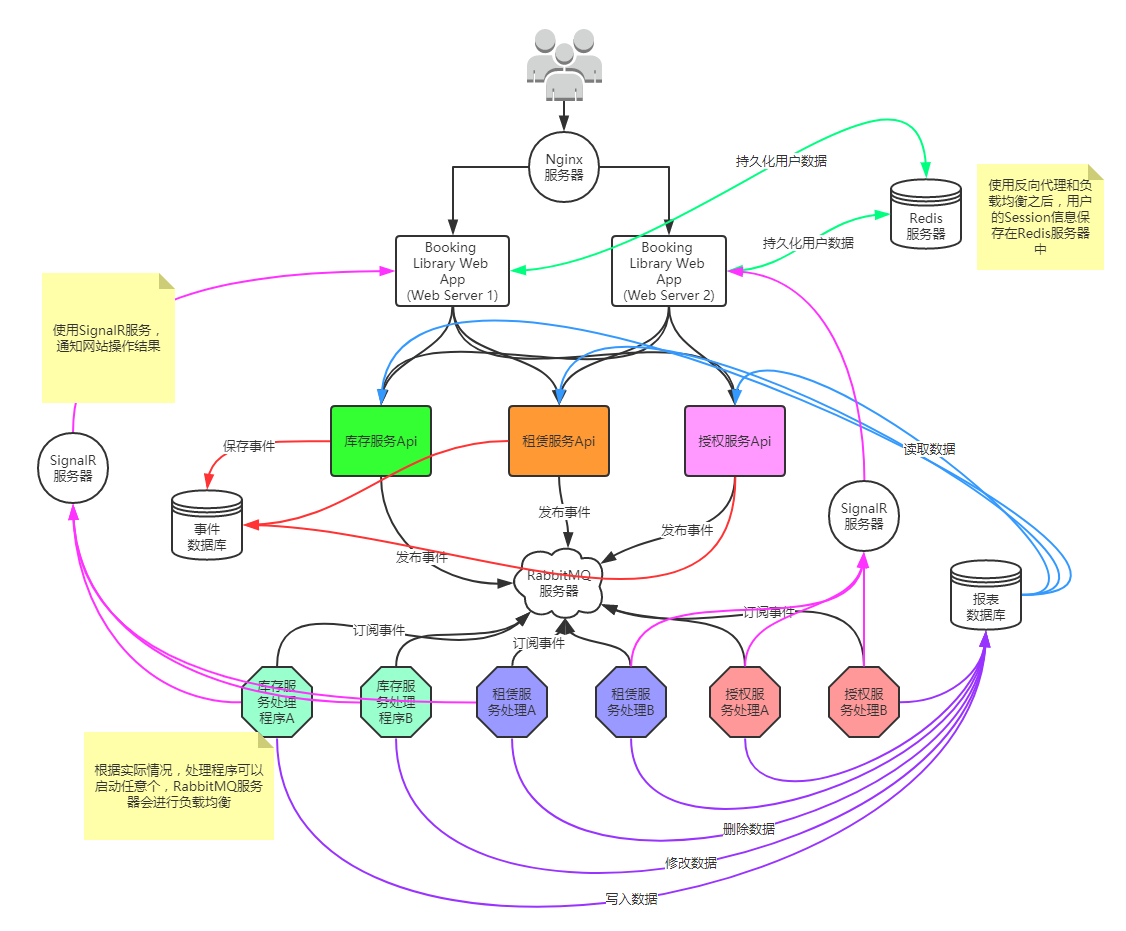 Nginx
服务器
持久化用户数据
使用反向代理和负
载均衡之后，用户
的Session信息保
存在Redis服务器
中
Redis
服务器
持久化用户数据
Booking
Library Web
App
(Web Server 1)
Booking
Library Web
App
(Web Server 2)
使用SignalR服务，
通知网站操作结果
库存服务Api
租赁服务Api
授权服务Api
读取数据
保存事件
SignalR
服务器
SignalR
服务器
事件
数据库
发布事件
发布事件
发布事件
RabbitMQ
服务器
报表
数据库
订阅事件
订阅事件
订阅事件
库存服
务处理
程序A
库存服
务处理
程序B
租赁服
务处理A
租赁服
务处理B
授权服
务处理A
授权服
务处理B
根据实际情况，处理程序可以
启动任意个，RabbitMQ服务
器会进行负载均衡
删除数据
修改数据
写入数据